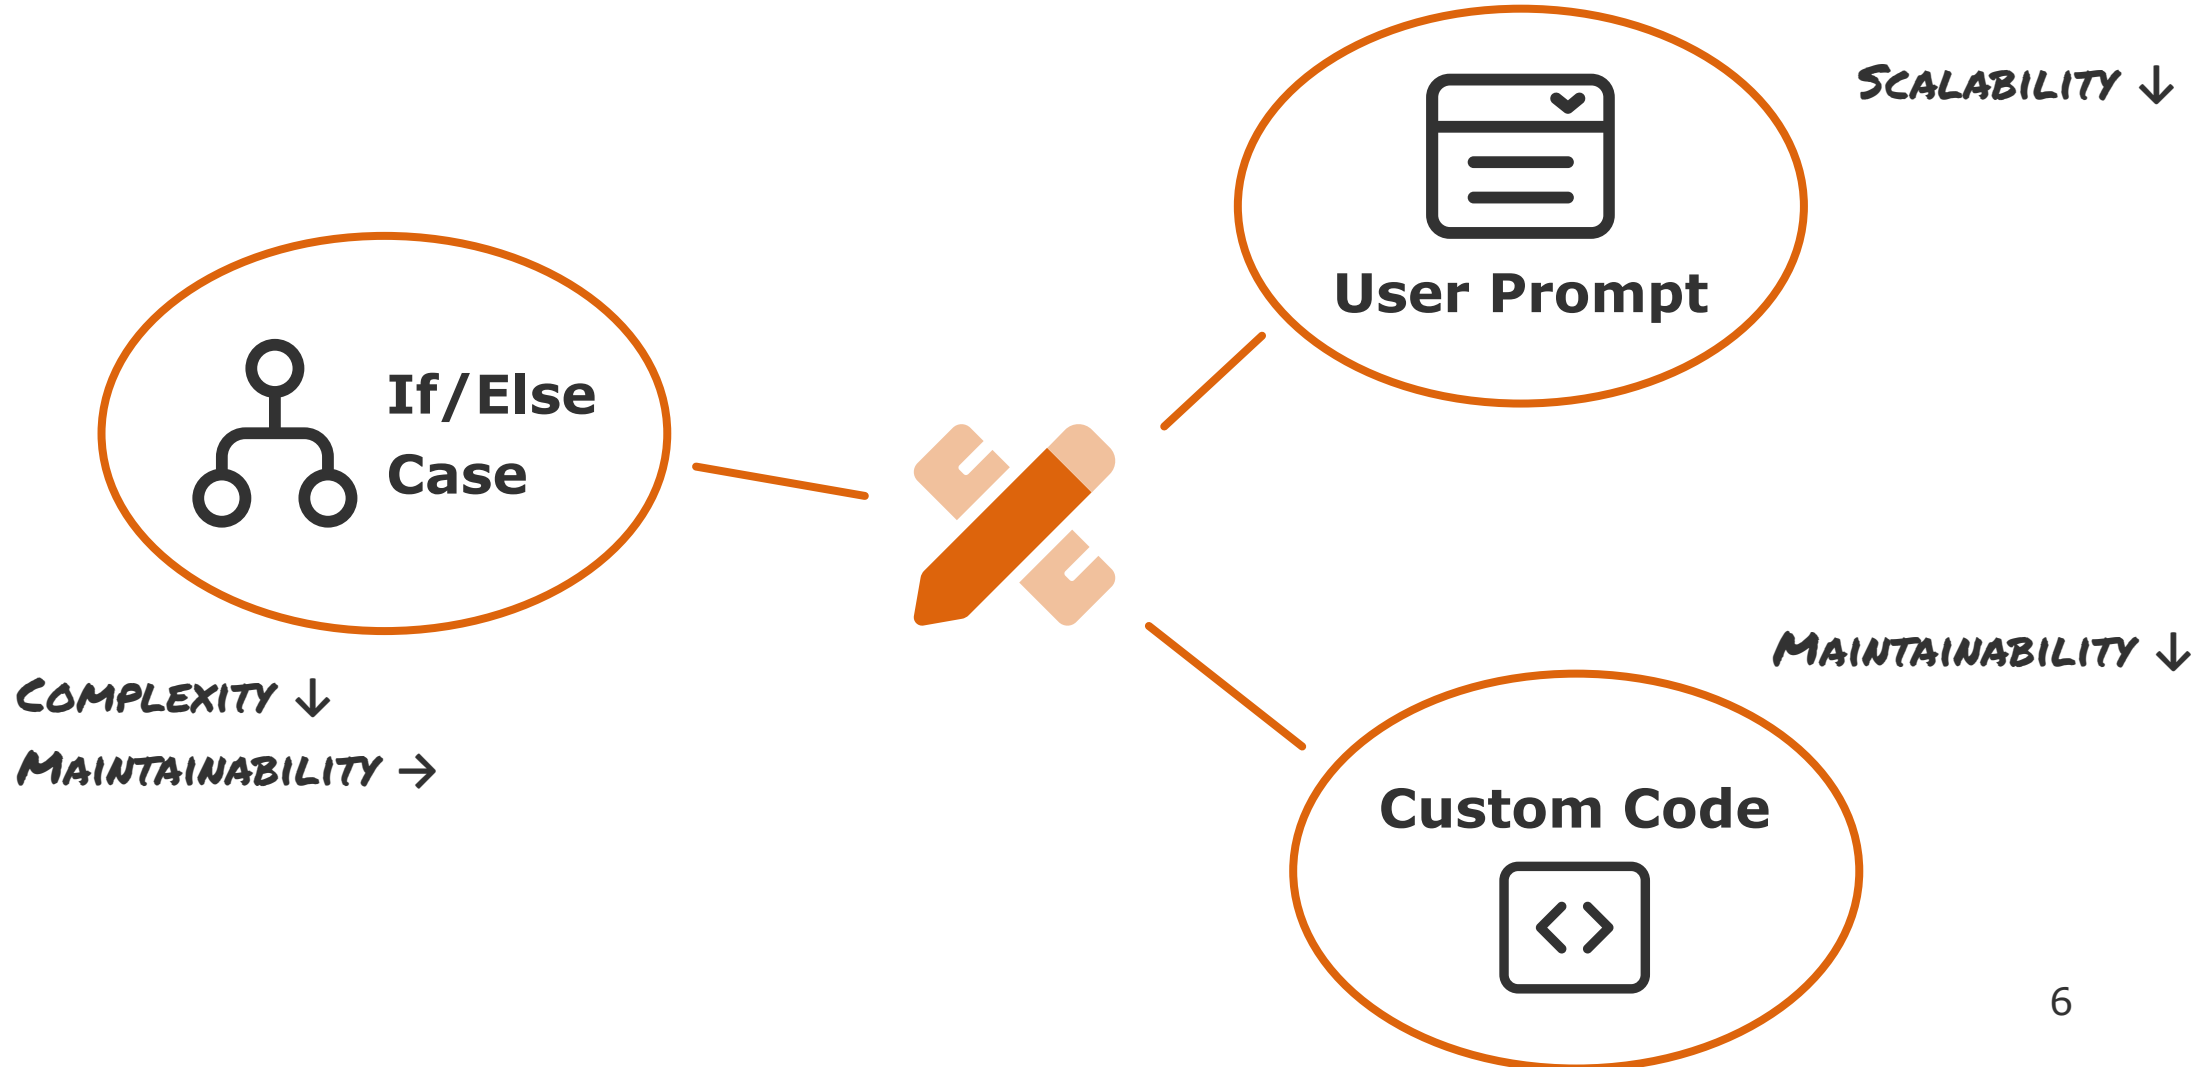 SCALABILITY ↓
User Prompt
If/Else
Case
COMPLEXITY ↓
MAINTAINABILITY →
MAINTAINABILITY ↓
Custom Code
6